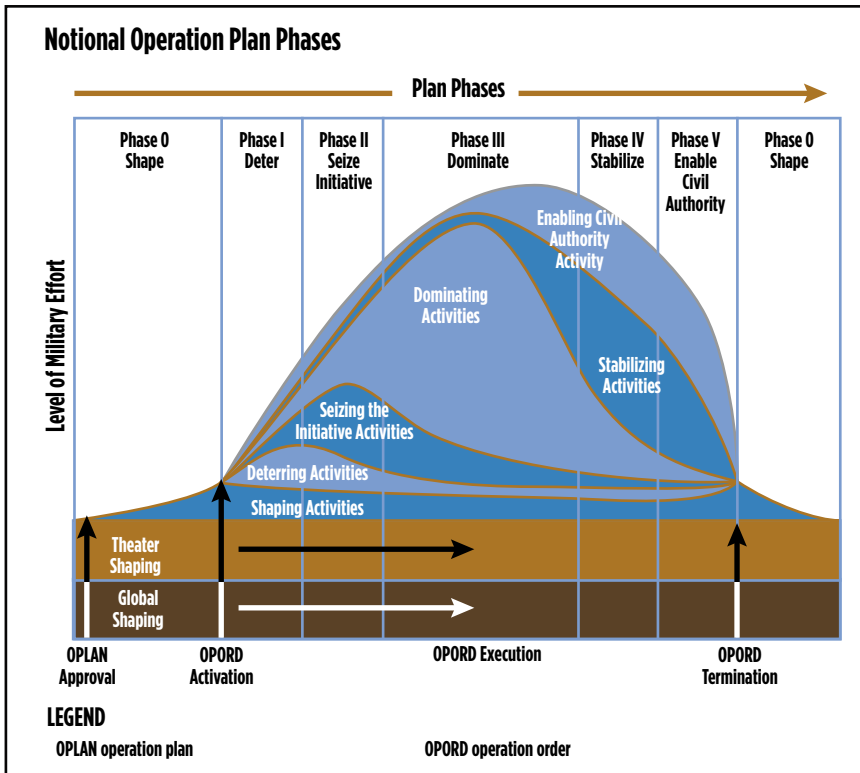 Notional Operation Plan Phases
Plan Phases
Phase 0
Shape
Phase I
Deter
Phase II
Seize
Initiative
Phase III
Dominate
Phase IV
Stabilize
Phase V
Enable
Civil
Authority
Phase 0
Shape
Level of Military Effort
Enabling Civil
Authority
Activity
Dominating
Activities
Stabilizing
Activities
Seizing the
Initiative Activities
Deterring Activities
Shaping Activities
Theater
Shaping
Global
Shaping
OPLAN
Approval
OPORD
Activation
OPORD Execution
OPORD
Termination
LEGEND
OPLAN operation plan
OPORD operation order